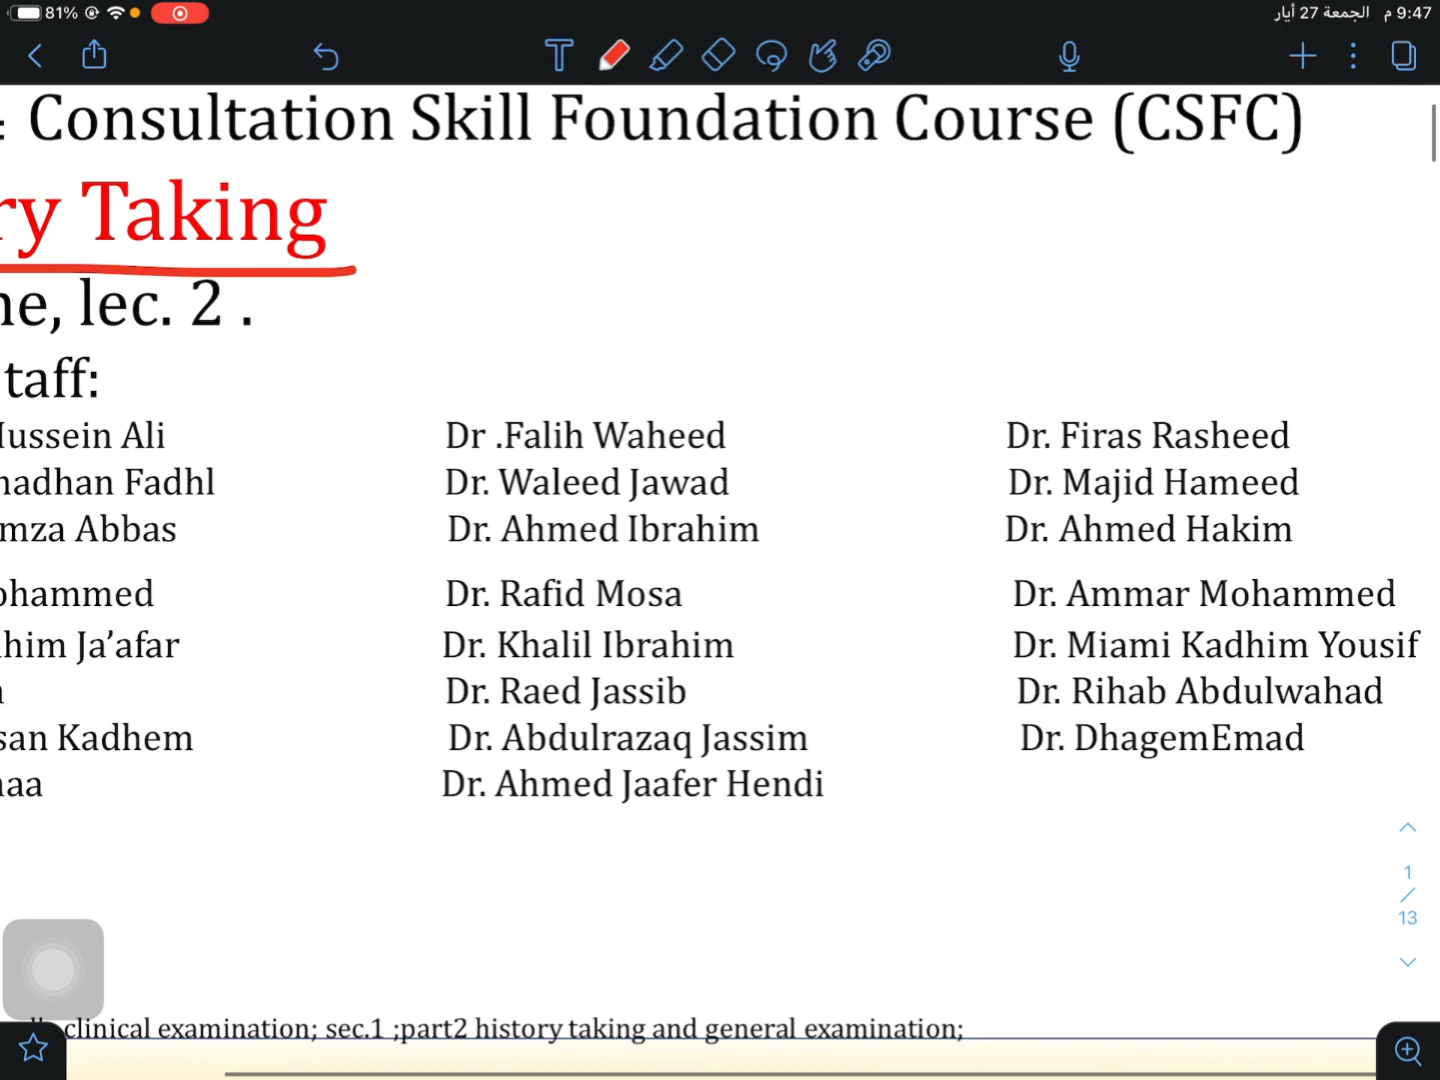 81%
9:47 م الجمعة 27 أيار
: Consultation Skill Foundation Course (CSFC)
ry Taking
ne, lec. 2 .
taff:
Hussein Ali Dr .Falih Waheed Dr. Firas Rasheed
madhan Fadhl Dr. Waleed Jawad Dr. Majid Hameed
mza Abbas Dr. Ahmed Ibrahim Dr. Ahmed Hakim
ohammed Dr. Rafid Mosa Dr. Ammar Mohammed
him Ja’afar Dr. Khalil Ibrahim Dr. Miami Kadhim Yousif
Dr. Raed Jassib Dr. Rihab Abdulwahad
san Kadhem Dr. Abdulrazaq Jassim Dr. DhagemEmad
aa Dr. Ahmed Jaafer Hendi
1
/
13
clinical examination; sec.1 ;part2 history taking and general examination;